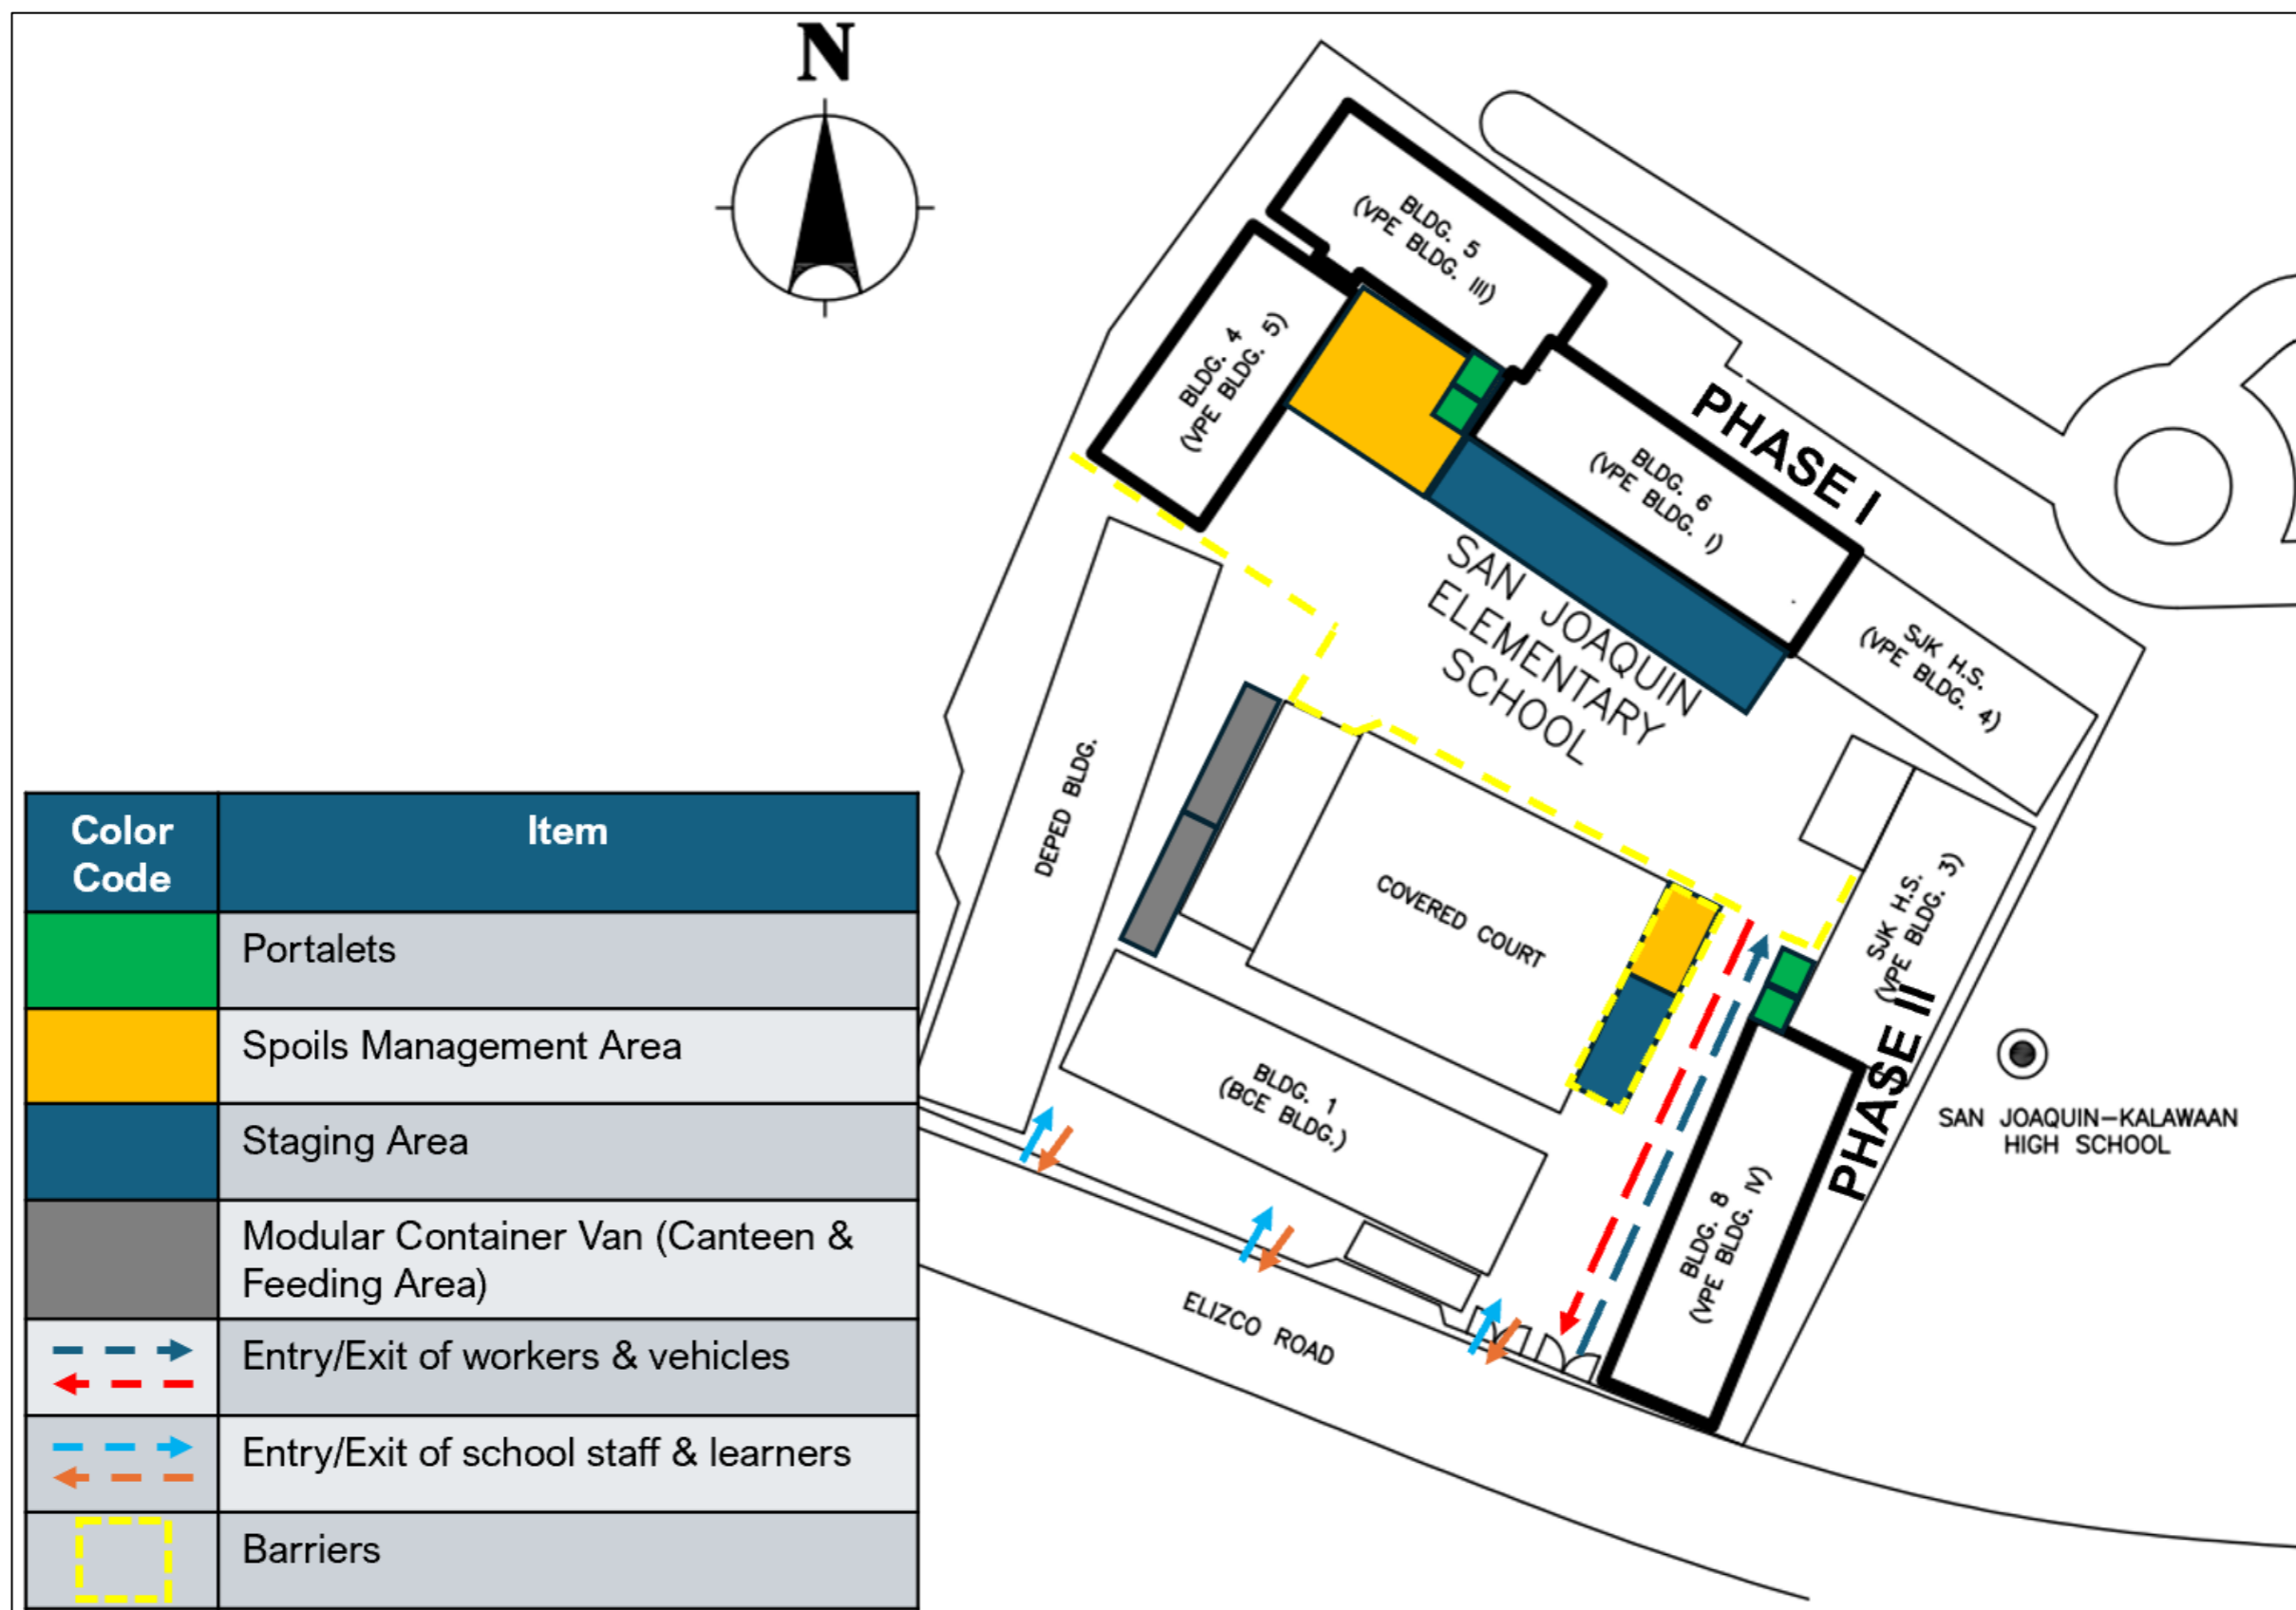 N
BLDG. 5
(VPE BLDG. III)
BLDG. 4
(VPE BLDG. 5)
PHASE I
BLDG. 6
(VPE BLDG. I)
SAN JOAQUIN
ELEMENTARY
SCHOOL
SJK H.S.
(VPE BLDG. 4)
DEPED BLDG.
COVERED COURT
SJK H.S.
(VPE BLDG. 3)
PHASE II
SAN JOAQUIN-KALAWAAN
HIGH SCHOOL
BLDG. 1
(BCE BLDG.)
BLDG. 8
(VPE BLDG. IV)
ELIZCO ROAD
Color
Code
Item
Portalets
Spoils Management Area
Staging Area
Modular Container Van (Canteen &
Feeding Area)
Entry/Exit of workers & vehicles
Entry/Exit of school staff & learners
Barriers